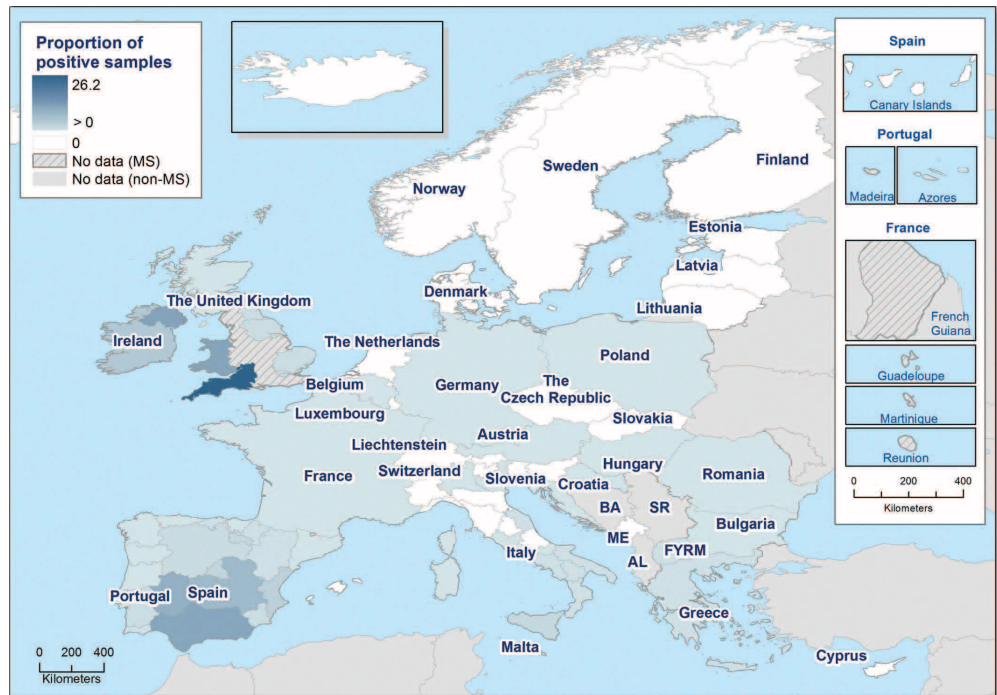 Proportion of
positive samples
26.2
> 0
0
No data (MS)
No data (non-MS)
Spain
Canary Islands
Portugal
Madeira
Azores
France
French
Guiana
Guadeloupe
Martinique
Reunion
0 200 400
Kilometers
Norway
Sweden
Finland
Estonia
Latvia
Denmark
Lithuania
The United Kingdom
Ireland
The Netherlands
Belgium
Germany
Poland
The
Czech Republic
Luxembourg
Slovakia
Liechtenstein
Austria
France
Switzerland
Slovenia
Hungary
Croatia
Romania
BA
SR
Bulgaria
ME
Italy
AL
FYRM
Portugal
Spain
Greece
Malta
Cyprus
0 200 400
Kilometers